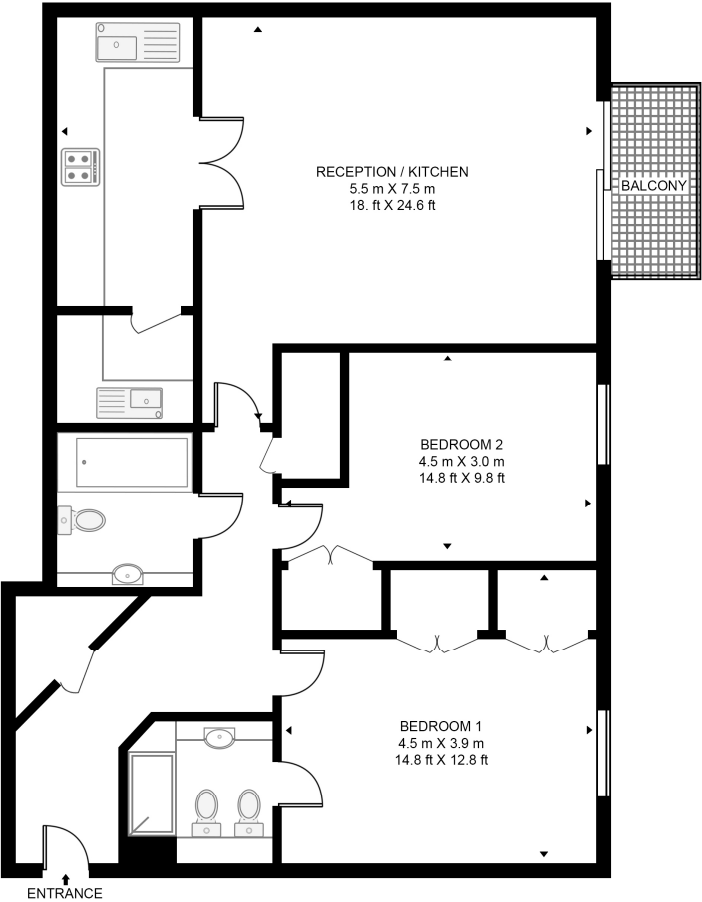 RECEPTION / KITCHEN
5.5 m X 7.5 m
18. ft X 24.6 ft
BALCONY
BEDROOM 2
4.5 m X 3.0 m
14.8 ft X 9.8 ft
BEDROOM 1
4.5 m X 3.9 m
14.8 ft X 12.8 ft
ENTRANCE